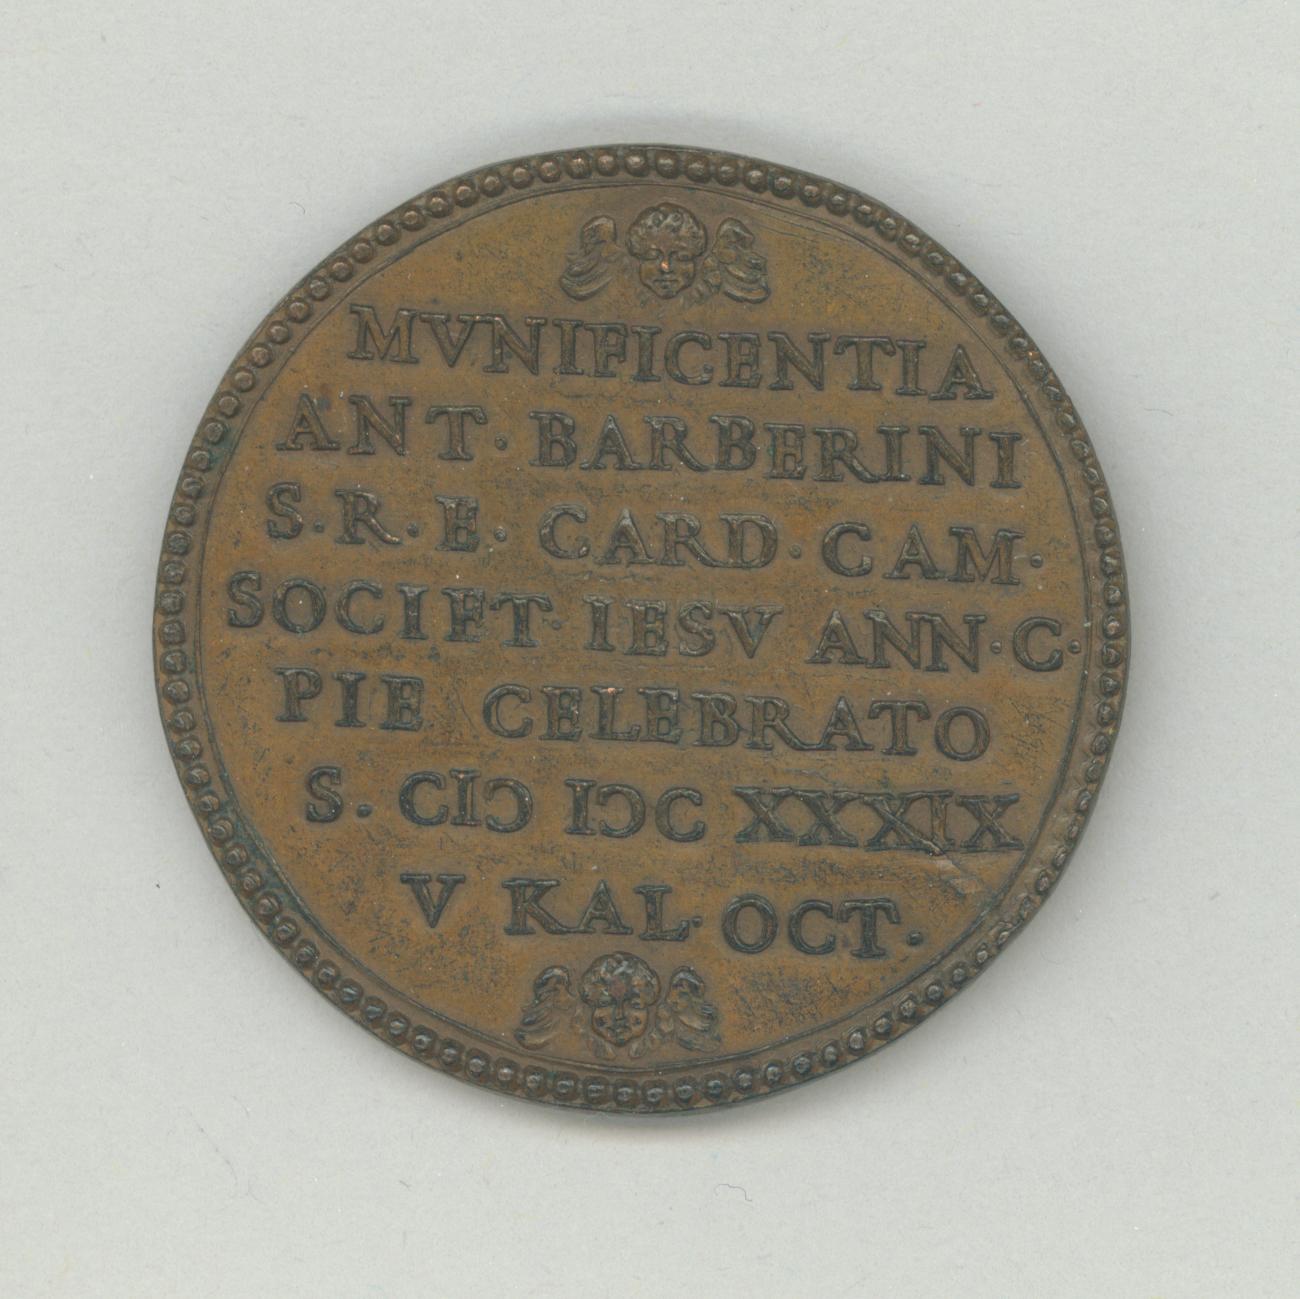 MVNIFICENTIA
ANT· BARBERINI
S·R·E· CARD·CAM·
SOCIET·IESV ANN·C·
PIE CELEBRATO
S. CIↃ IↃC XXXIX
V KAL·OCT.